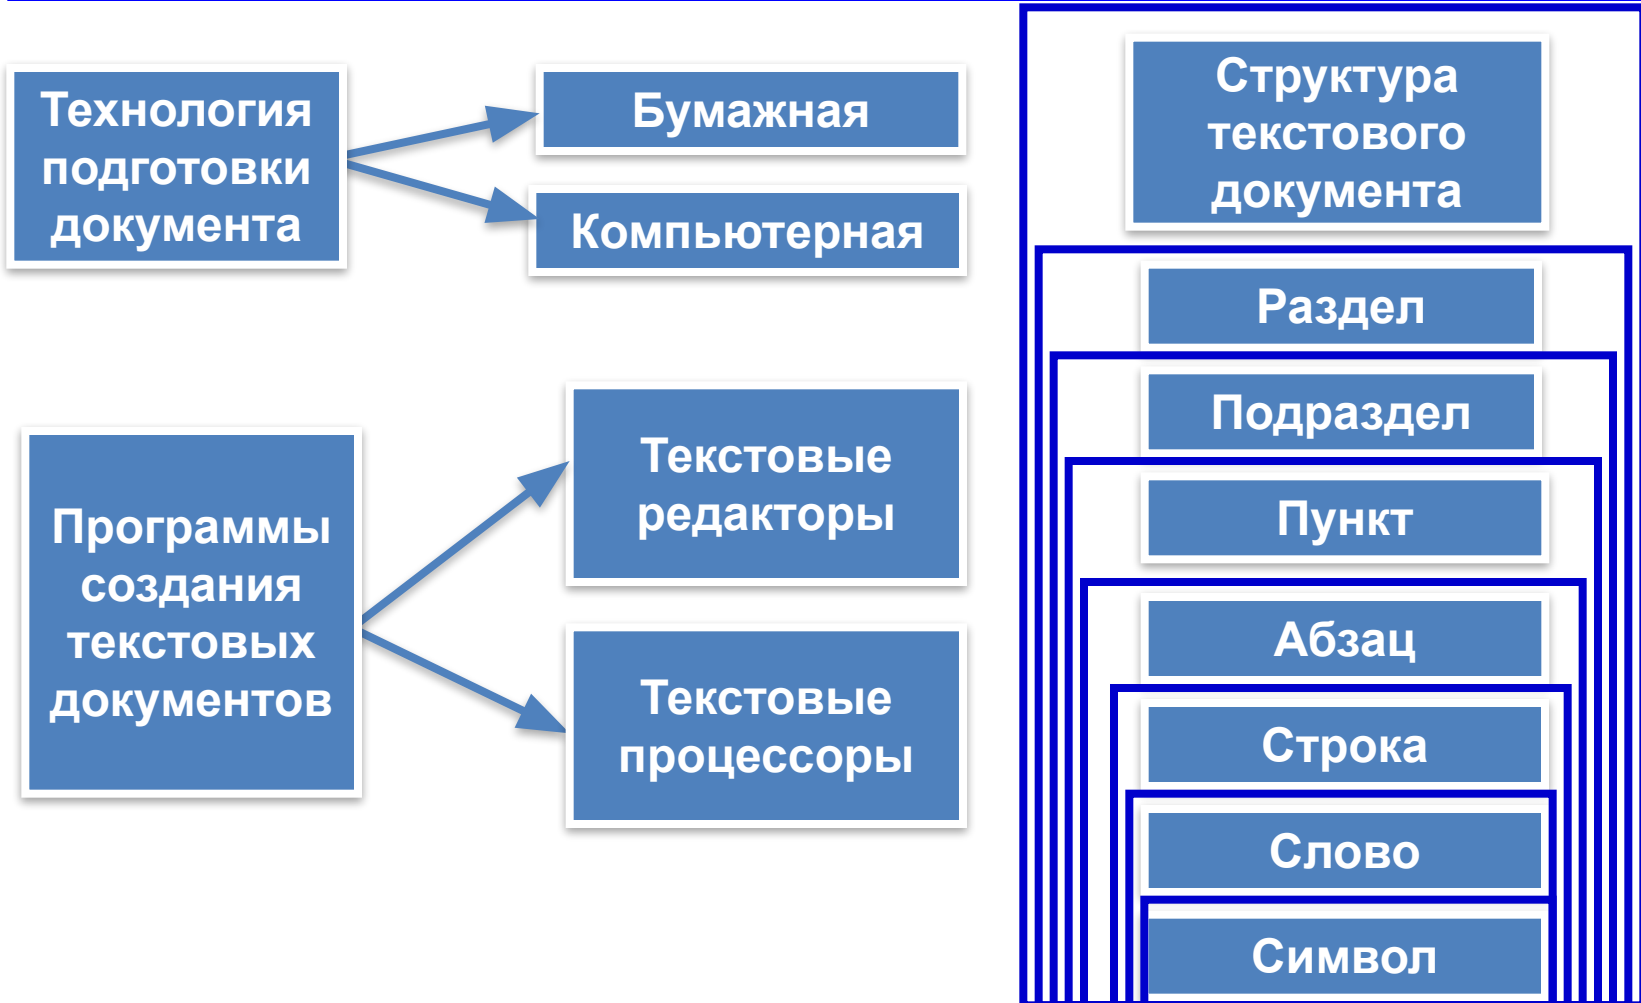 Технология
подготовки
документа
Бумажная
Компьютерная
Программы
создания
текстовых
документов
Текстовые
редакторы
Текстовые
процессоры
Структура
текстового
документа
Раздел
Подраздел
Пункт
Абзац
Строка
Слово
Символ